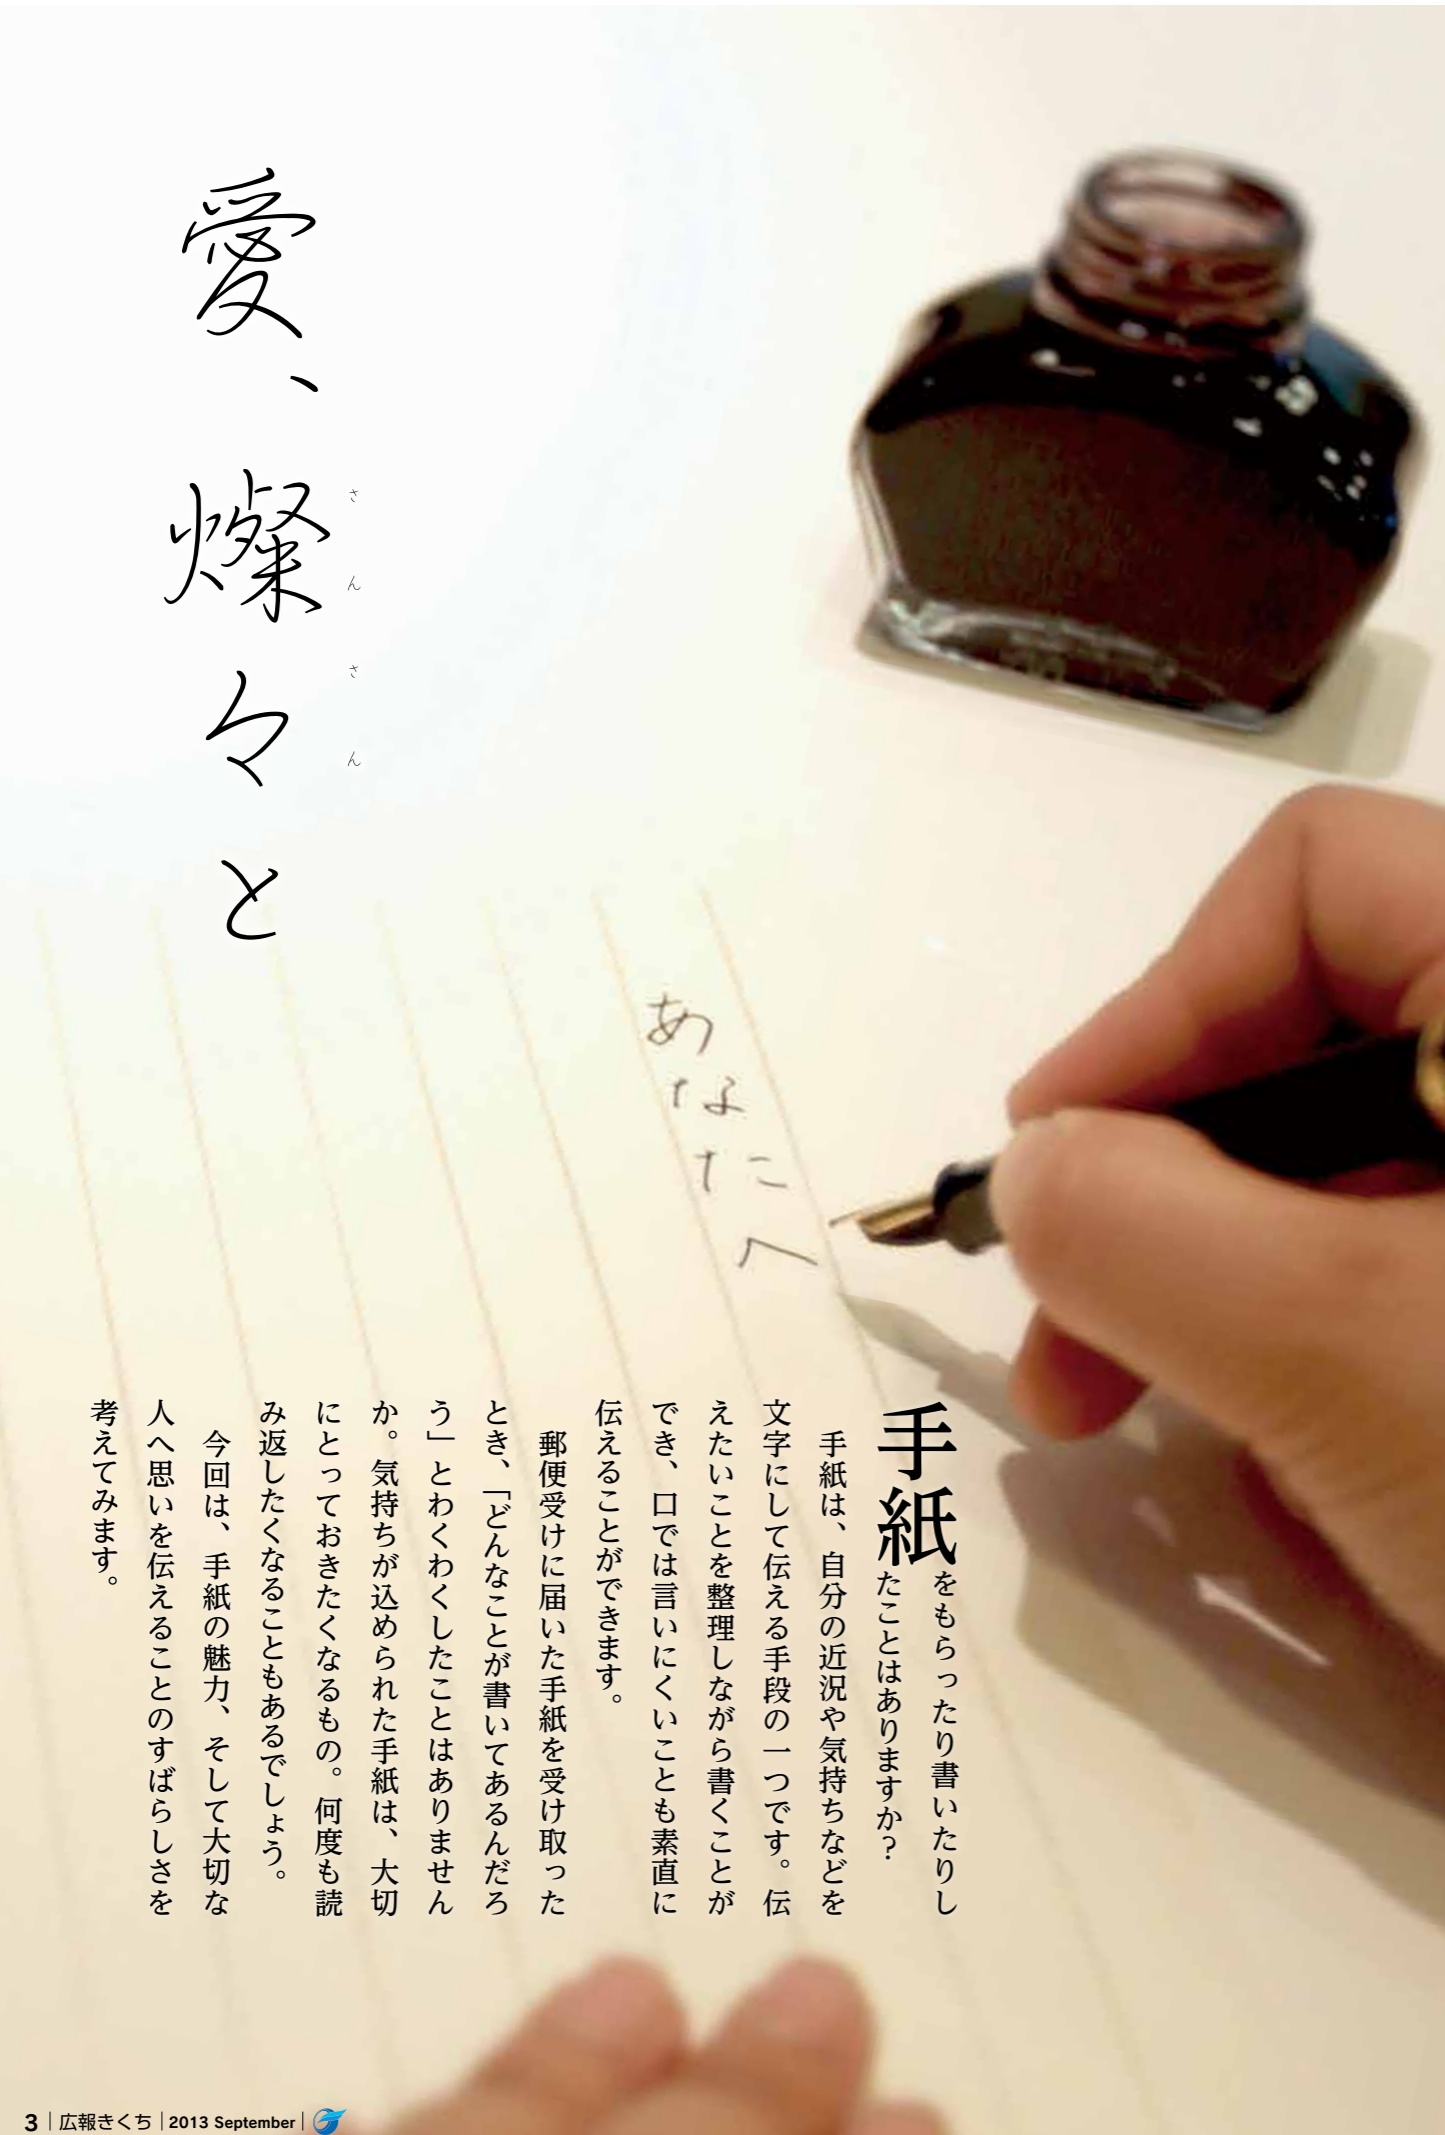 愛、燦々と
さんさん
あなたへ
手紙をもらったり書いたりし
たことはありますか?
手紙は、自分の近況や気持ちなどを
文字にして伝える手段の一つです。伝
えたいことを整理しながら書くことが
でき、口では言いにくいことも素直に
伝えることができます。
郵便受けに届いた手紙を受け取った
とき、「どんなことが書いてあるんだろ
う」とわくわくしたことはありません
か。気持ちが込められた手紙は、大切
にとっておきたくなるもの。何度も読
み返したくなることもあるでしょう。
今回は、手紙の魅力、そして大切な
人へ思いを伝えることのすばらしさを
考えてみます。
3|広報きくち|2013 September|